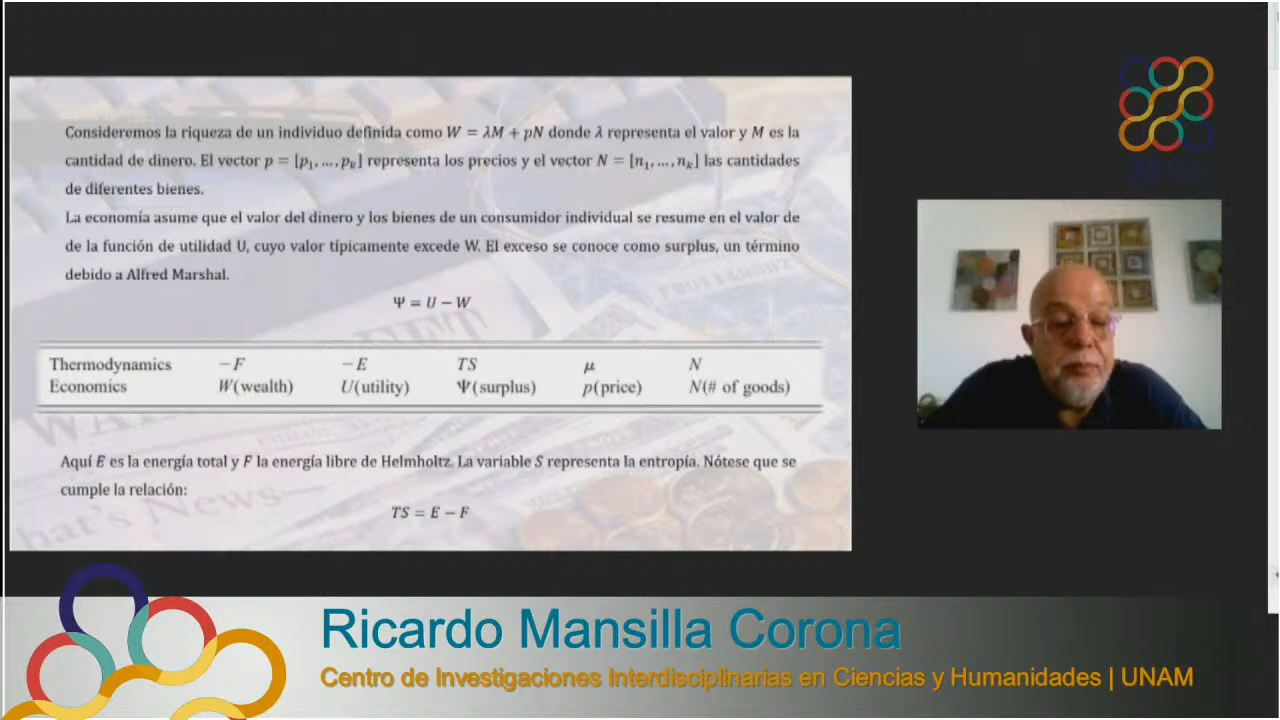 Consideremos la riqueza de un individuo definida como W = λM + pN donde λ representa el valor y M es la
cantidad de dinero. El vector p = [p₁, ..., pₖ] representa los precios y el vector N = [n₁, ..., nₖ] las cantidades
de diferentes bienes.
La economía asume que el valor del dinero y los bienes de un consumidor individual se resume en el valor de
de la función de utilidad U, cuyo valor típicamente excede W. El exceso se conoce como surplus, un término
debido a Alfred Marshal.
Ψ = U − W
Thermodynamics −F −E TS μ N
Economics W(wealth) U(utility) Ψ(surplus) p(price) N(# of goods)
Aquí E es la energía total y F la energía libre de Helmholtz. La variable S representa la entropía. Nótese que se
cumple la relación:
TS = E − F
Ricardo Mansilla Corona
Centro de Investigaciones Interdisciplinarias en Ciencias y Humanidades | UNAM